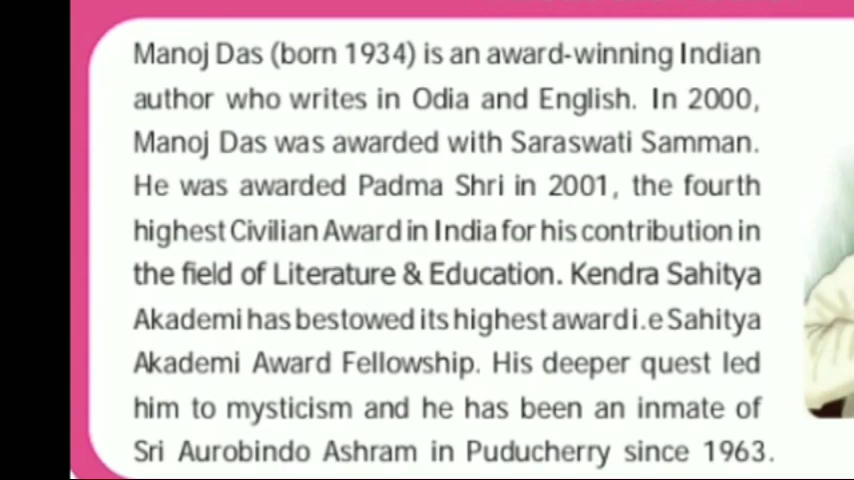 Manoj Das (born 1934) is an award-winning Indian
author who writes in Odia and English. In 2000,
Manoj Das was awarded with Saraswati Samman.
He was awarded Padma Shri in 2001, the fourth
highest Civilian Award in India for his contribution in
the field of Literature & Education. Kendra Sahitya
Akademi has bestowed its highest award i.e Sahitya
Akademi Award Fellowship. His deeper quest led
him to mysticism and he has been an inmate of
Sri Aurobindo Ashram in Puducherry since 1963.